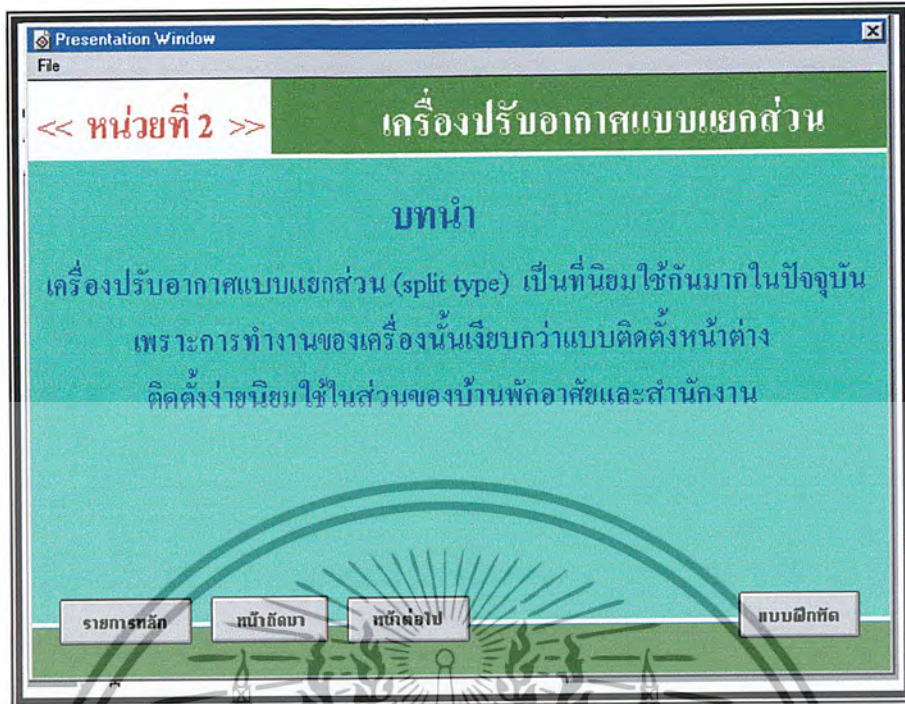 Presentation Window
File
<< หน่วยที่ 2 >> เครื่องปรับอากาศแบบแยกส่วน
บทนำ
เครื่องปรับอากาศแบบแยกส่วน (split type) เป็นที่นิยมใช้กันมากในปัจจุบัน
เพราะการทำงานของเครื่องนั้นเงียบกว่าแบบติดตั้งหน้าต่าง
ติดตั้งง่ายนิยมใช้ในส่วนของบ้านพักอาศัยและสำนักงาน
รายการหลัก หน้าถัดมา หน้าต่อไป แบบฝึกหัด